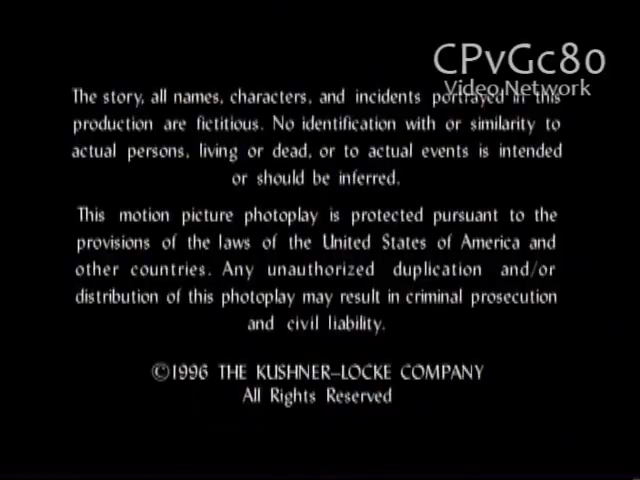 CPvGc80
Video Network
The story, all names, characters, and incidents portrayed in this
production are fictitious. No identification with or similarity to
actual persons, living or dead, or to actual events is intended
or should be inferred.
This motion picture photoplay is protected pursuant to the
provisions of the laws of the United States of America and
other countries. Any unauthorized duplication and/or
distribution of this photoplay may result in criminal prosecution
and civil liability.
©1996 THE KUSHNER–LOCKE COMPANY
All Rights Reserved